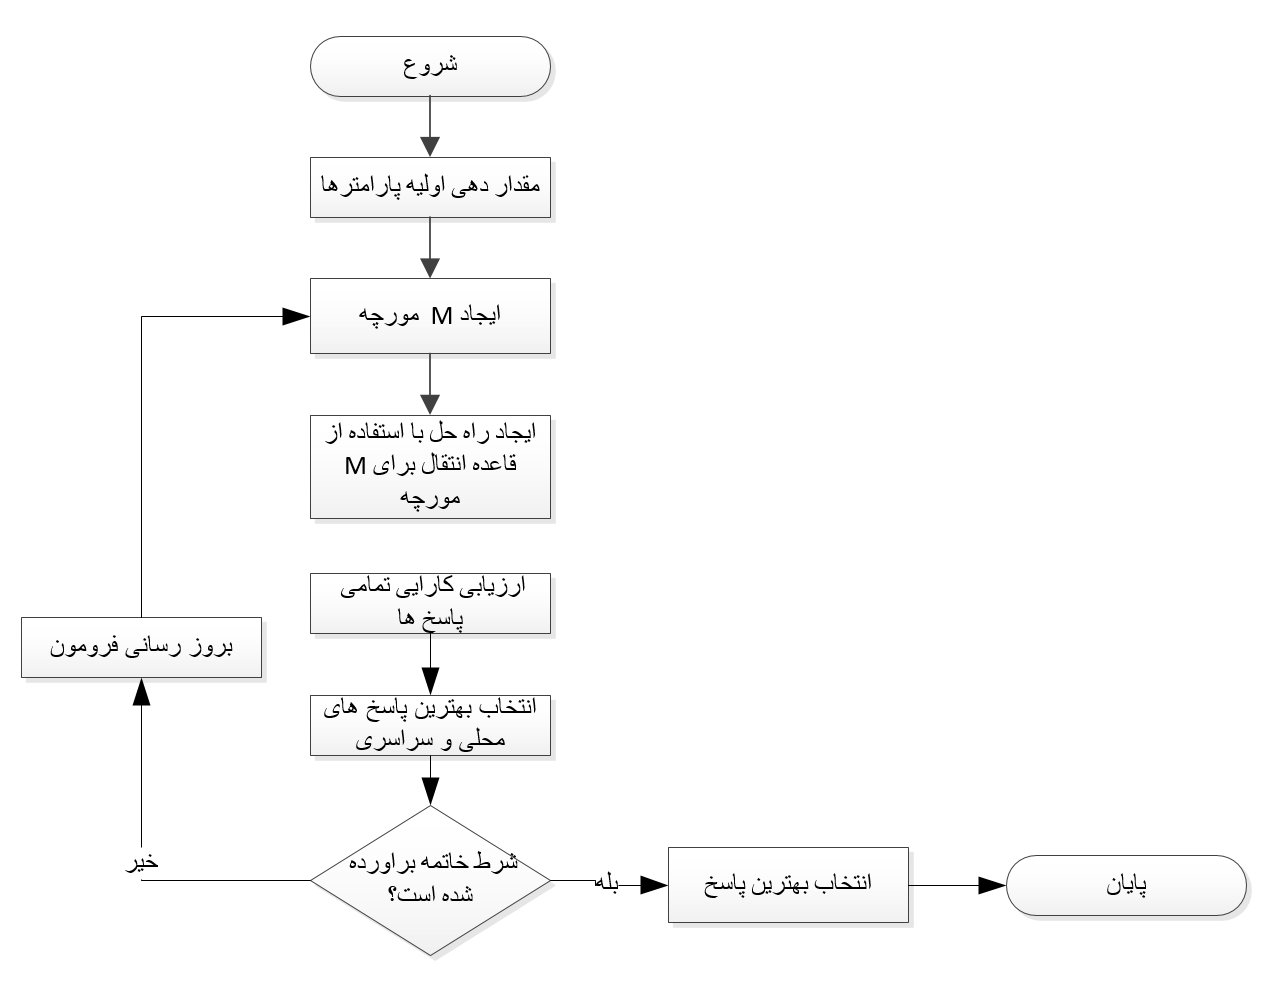 شروع
مقدار دهی اولیه پارامترها
ایجاد M مورچه
ایجاد راه حل با استفاده از
قاعده انتقال برای M
مورچه
ارزیابی کارایی تمامی
پاسخ ها
بروز رسانی فرومون
انتخاب بهترین پاسخ های
محلی و سراسری
شرط خاتمه براورده
شده است؟
خیر
بله
انتخاب بهترین پاسخ
پایان